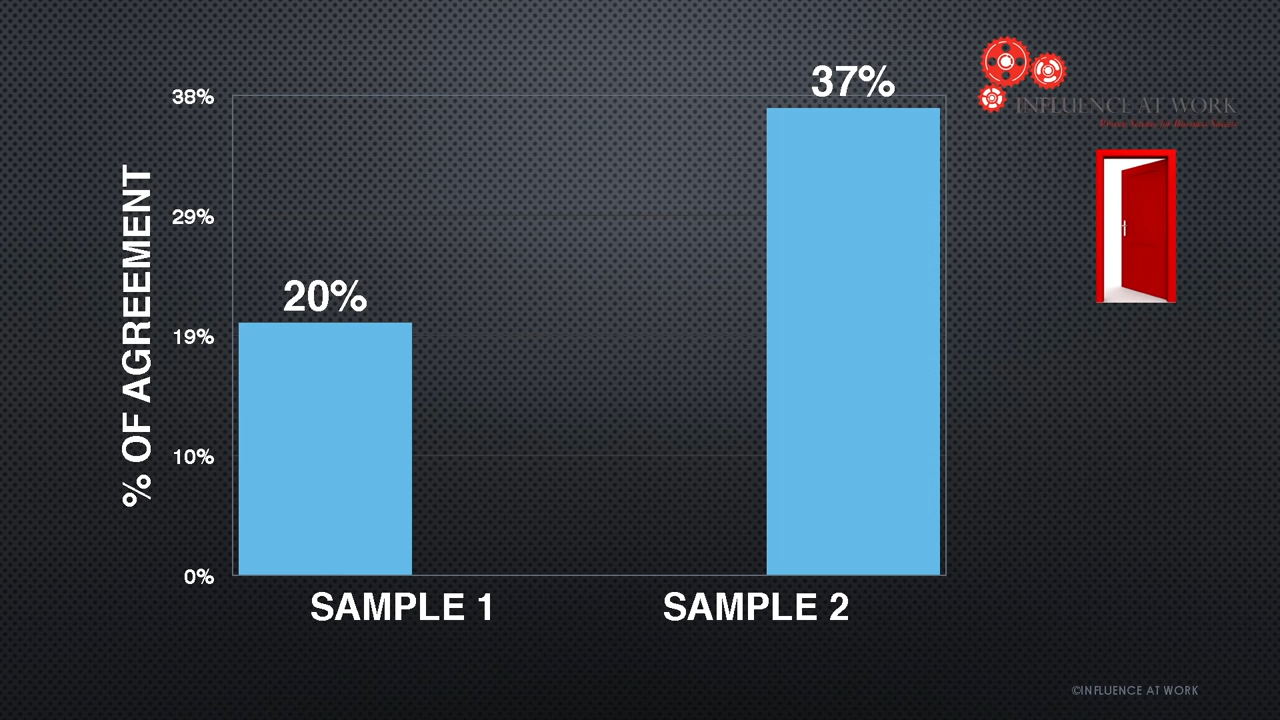 37%
38%
INFLUENCE AT WORK
% OF AGREEMENT
29%
20%
19%
10%
0%
SAMPLE 1
SAMPLE 2
©INFLUENCE AT WORK